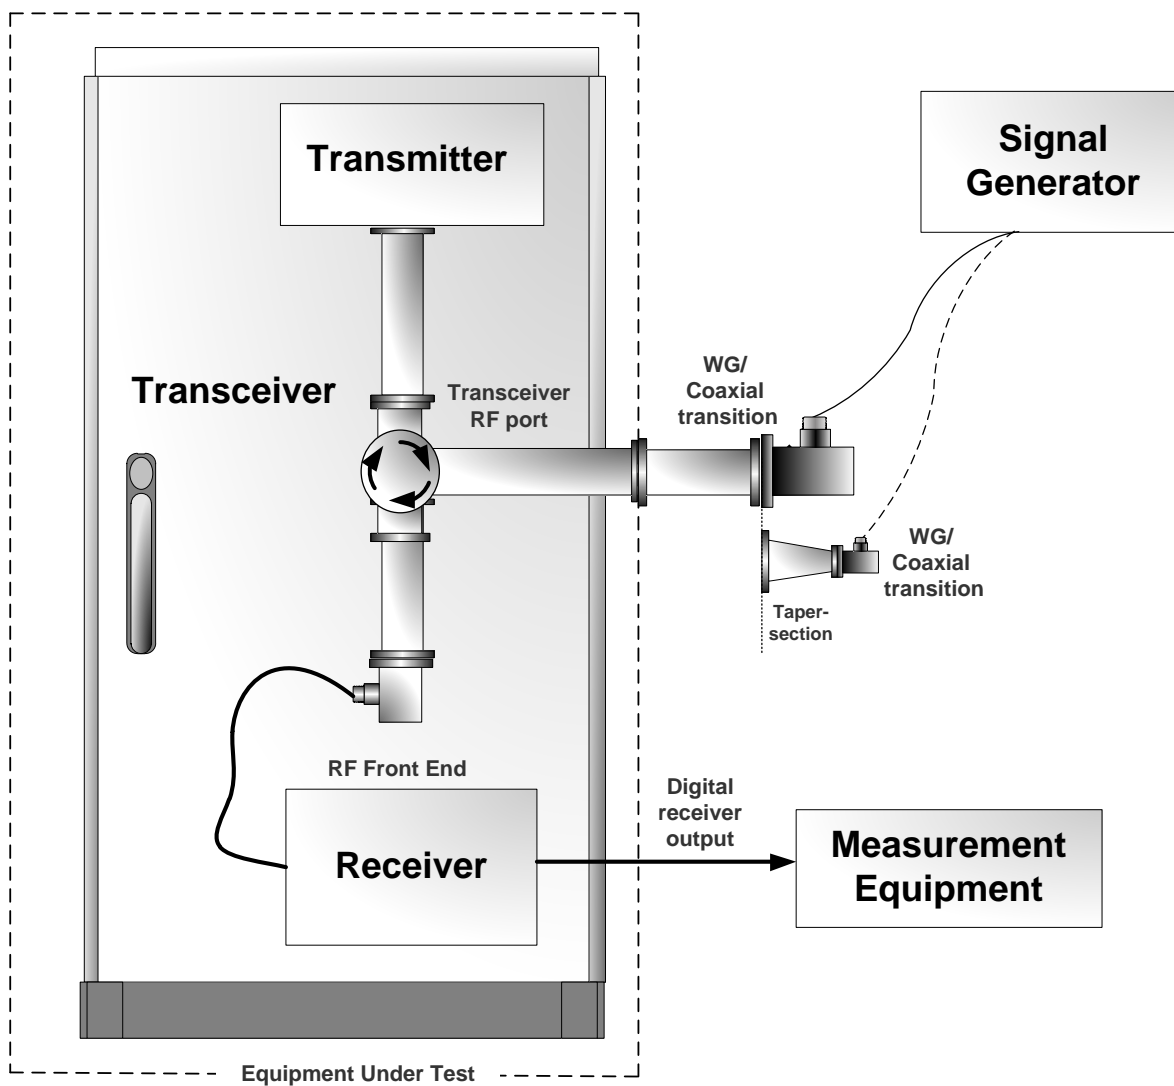 Transmitter
Signal
Generator
Transceiver
Transceiver
RF port
WG/
Coaxial
transition
WG/
Coaxial
transition
Taper-
section
RF Front End
Receiver
Digital
receiver
output
Measurement
Equipment
Equipment Under Test